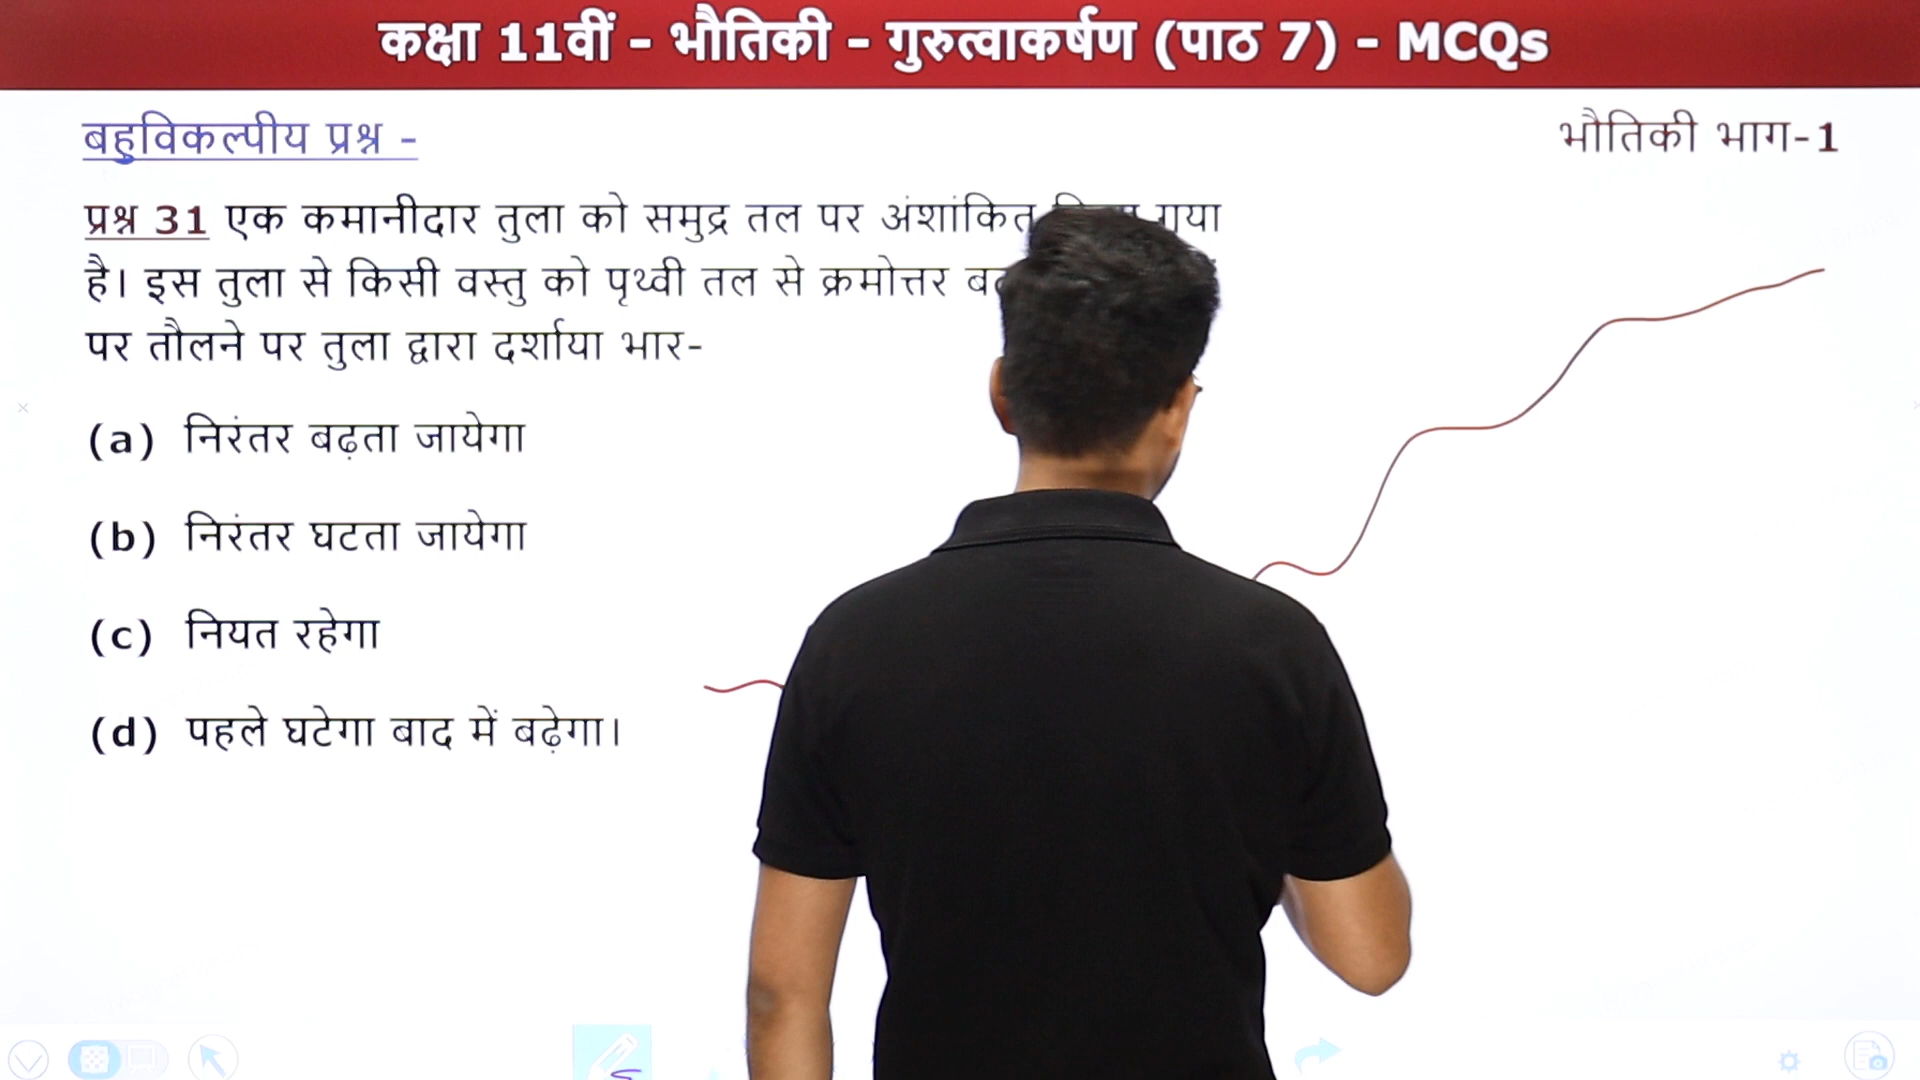 कक्षा 11वीं - भौतिकी - गुरुत्वाकर्षण (पाठ 7) - MCQs
बहुविकल्पीय प्रश्न -
भौतिकी भाग-1
प्रश्न 31 एक कमानीदार तुला को समुद्र तल पर अंशांकित गया
है। इस तुला से किसी वस्तु को पृथ्वी तल से क्रमोत्तर
पर तौलने पर तुला द्वारा दर्शाया भार-
(a) निरंतर बढ़ता जायेगा
(b) निरंतर घटता जायेगा
(c) नियत रहेगा
(d) पहले घटेगा बाद में बढ़ेगा।